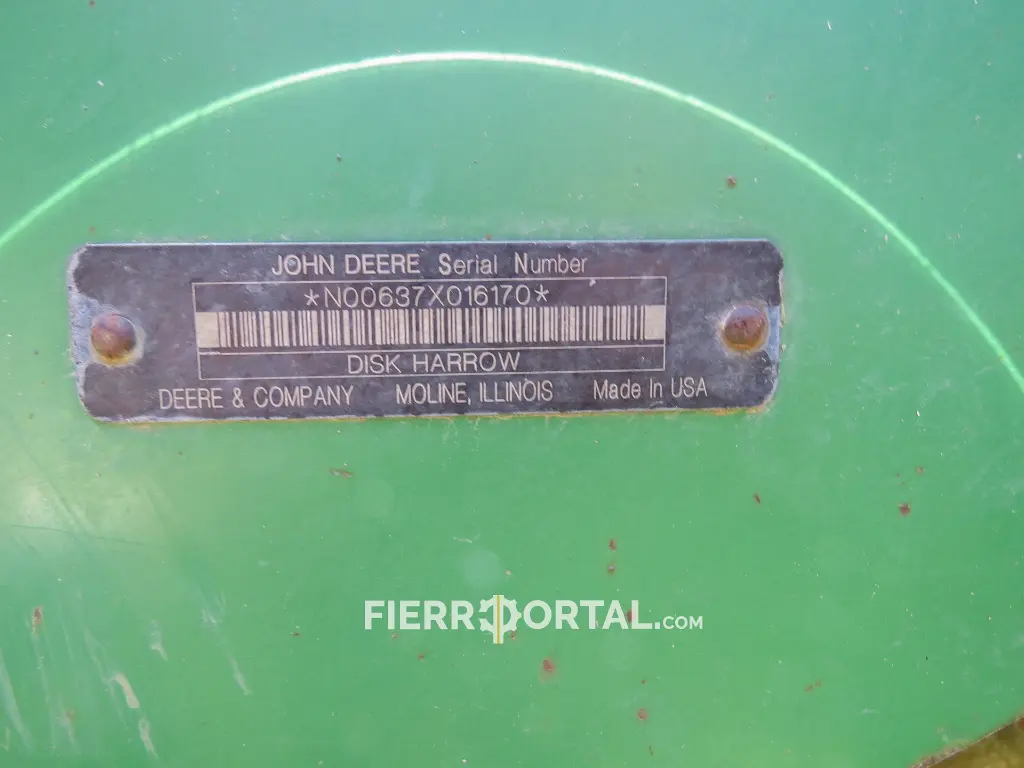 JOHN DEERE Serial Number
*N00637X016170*
DISK HARROW
DEERE & COMPANY MOLINE, ILLINOIS Made In USA
FIERROPORTAL.com